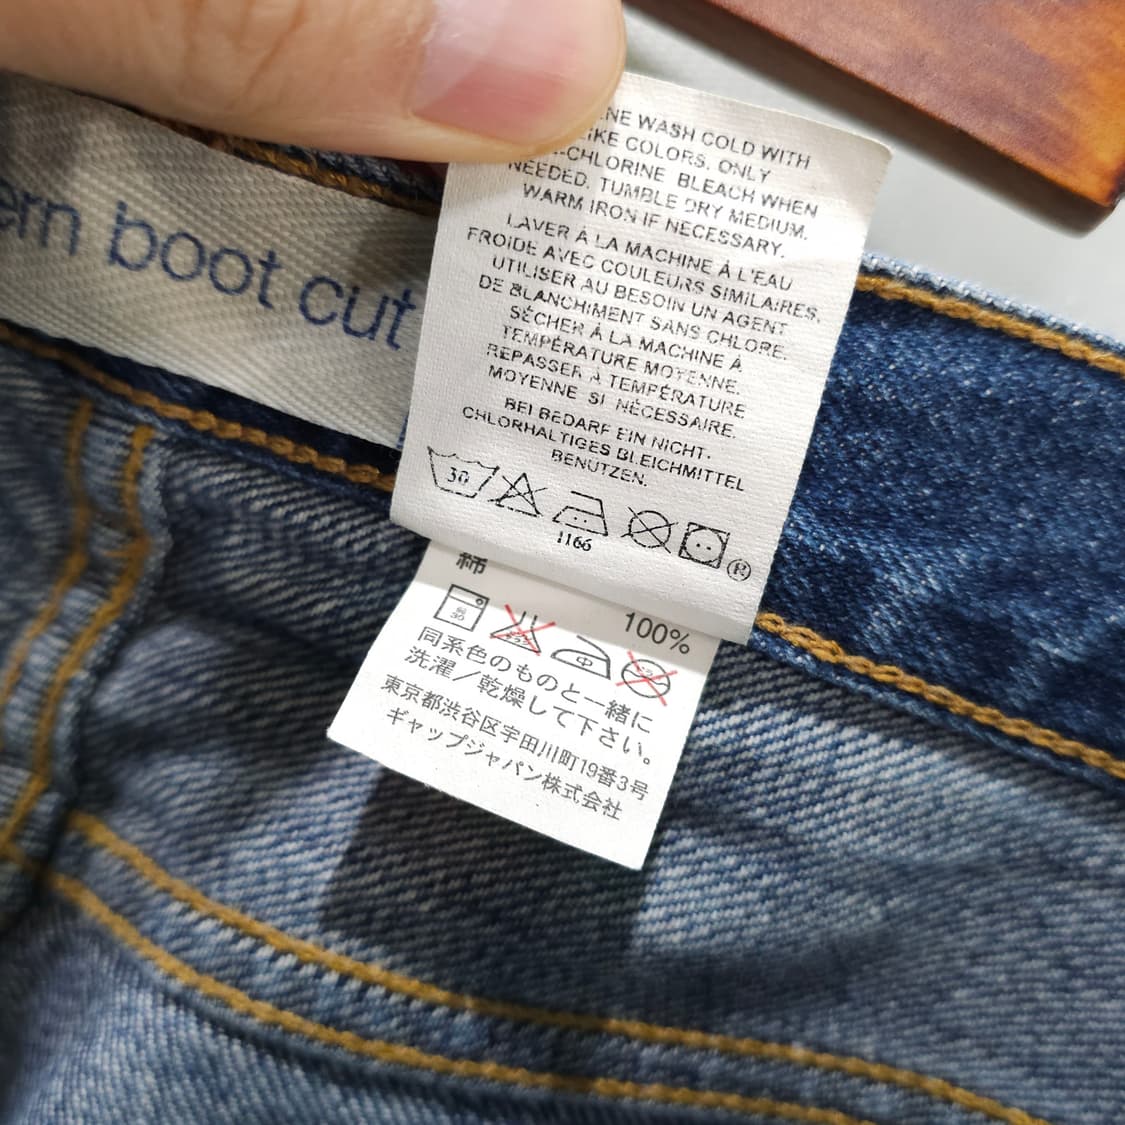 boot cut
WASH COLD WITH
COLORS. ONLY
-CHLORINE BLEACH WHEN
NEEDED. TUMBLE DRY MEDIUM.
WARM IRON IF NECESSARY.
LAVER À LA MACHINE À L'EAU
FROIDE AVEC COULEURS SIMILAIRES.
UTILISER AU BESOIN UN AGENT
DE BLANCHIMENT SANS CHLORE.
SÉCHER À LA MACHINE À
TEMPÉRATURE MOYENNE.
REPASSER À TEMPÉRATURE
MOYENNE SI NÉCESSAIRE.
BEI BEDARF EIN NICHT-
CHLORHALTIGES BLEICHMITTEL
BENUTZEN.
30
1166
®
綿
100%
中
同系色のものと一緒に
洗濯／乾燥して下さい。
東京都渋谷区宇田川町19番3号
ギャップジャパン株式会社